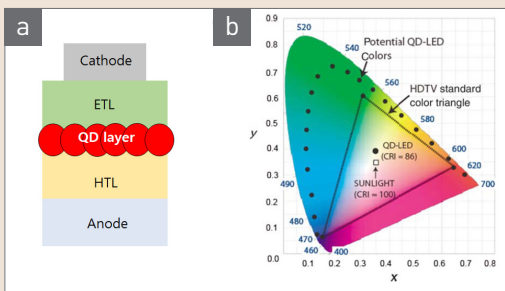 a
Cathode
ETL
QD layer
HTL
Anode
b
0.9
0.8
0.7
0.6
0.5
0.4
0.3
0.2
0.1
0.0
y
520
540
Potential QD-LED
Colors
560
HDTV standard
color triangle
580
QD-LED
(CRI = 86)
600
620
SUNLIGHT
(CRI = 100)
490
700
480
470
460
400
0.1 0.2 0.3 0.4 0.5 0.6 0.7 0.8
x